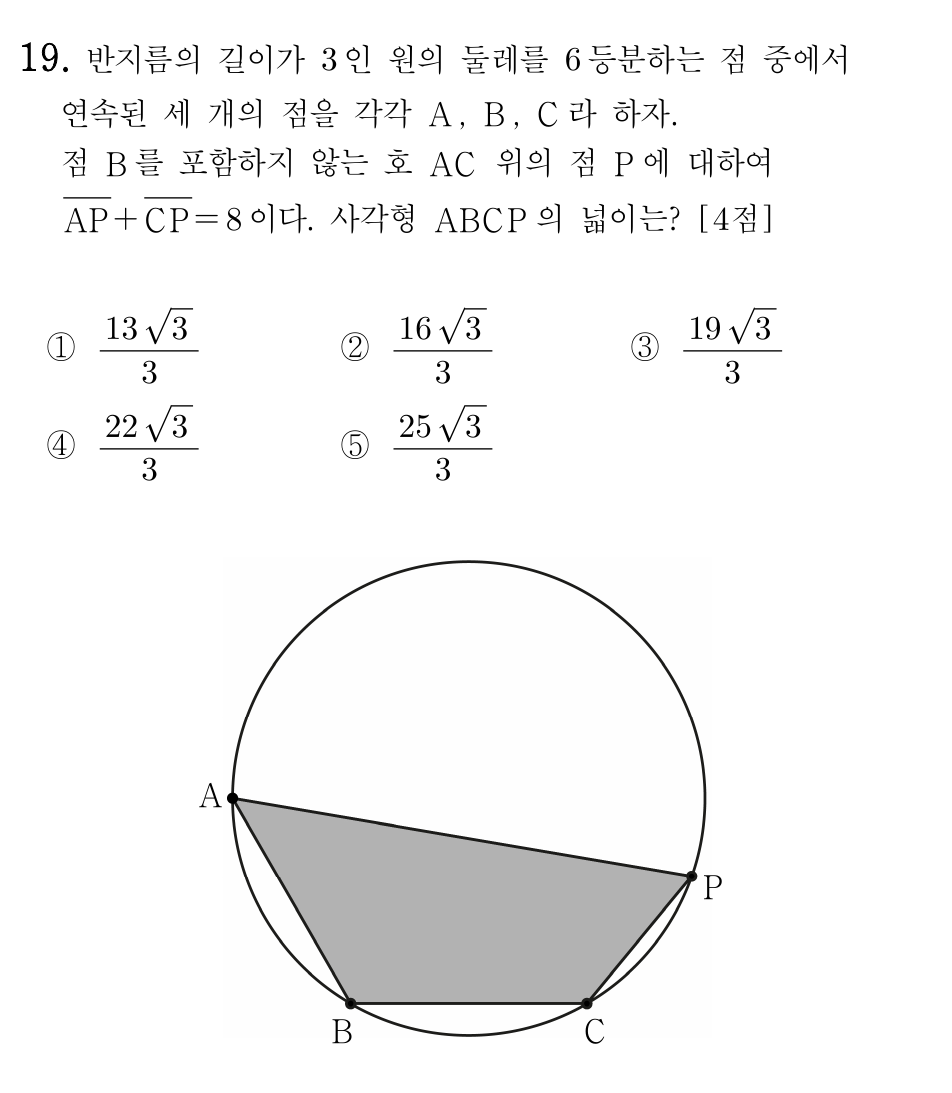 19. 반지름의 길이가 3인 원의 둘레를 6등분하는 점 중에서
연속된 세 개의 점을 각각 A, B, C라 하자.
점 B를 포함하지 않는 호 AC 위의 점 P에 대하여
$\overline{AP}+\overline{CP}=8$이다. 사각형 ABCP의 넓이는? [4점]
① $\frac{13\sqrt{3}}{3}$ ② $\frac{16\sqrt{3}}{3}$ ③ $\frac{19\sqrt{3}}{3}$
④ $\frac{22\sqrt{3}}{3}$ ⑤ $\frac{25\sqrt{3}}{3}$
A
P
B C